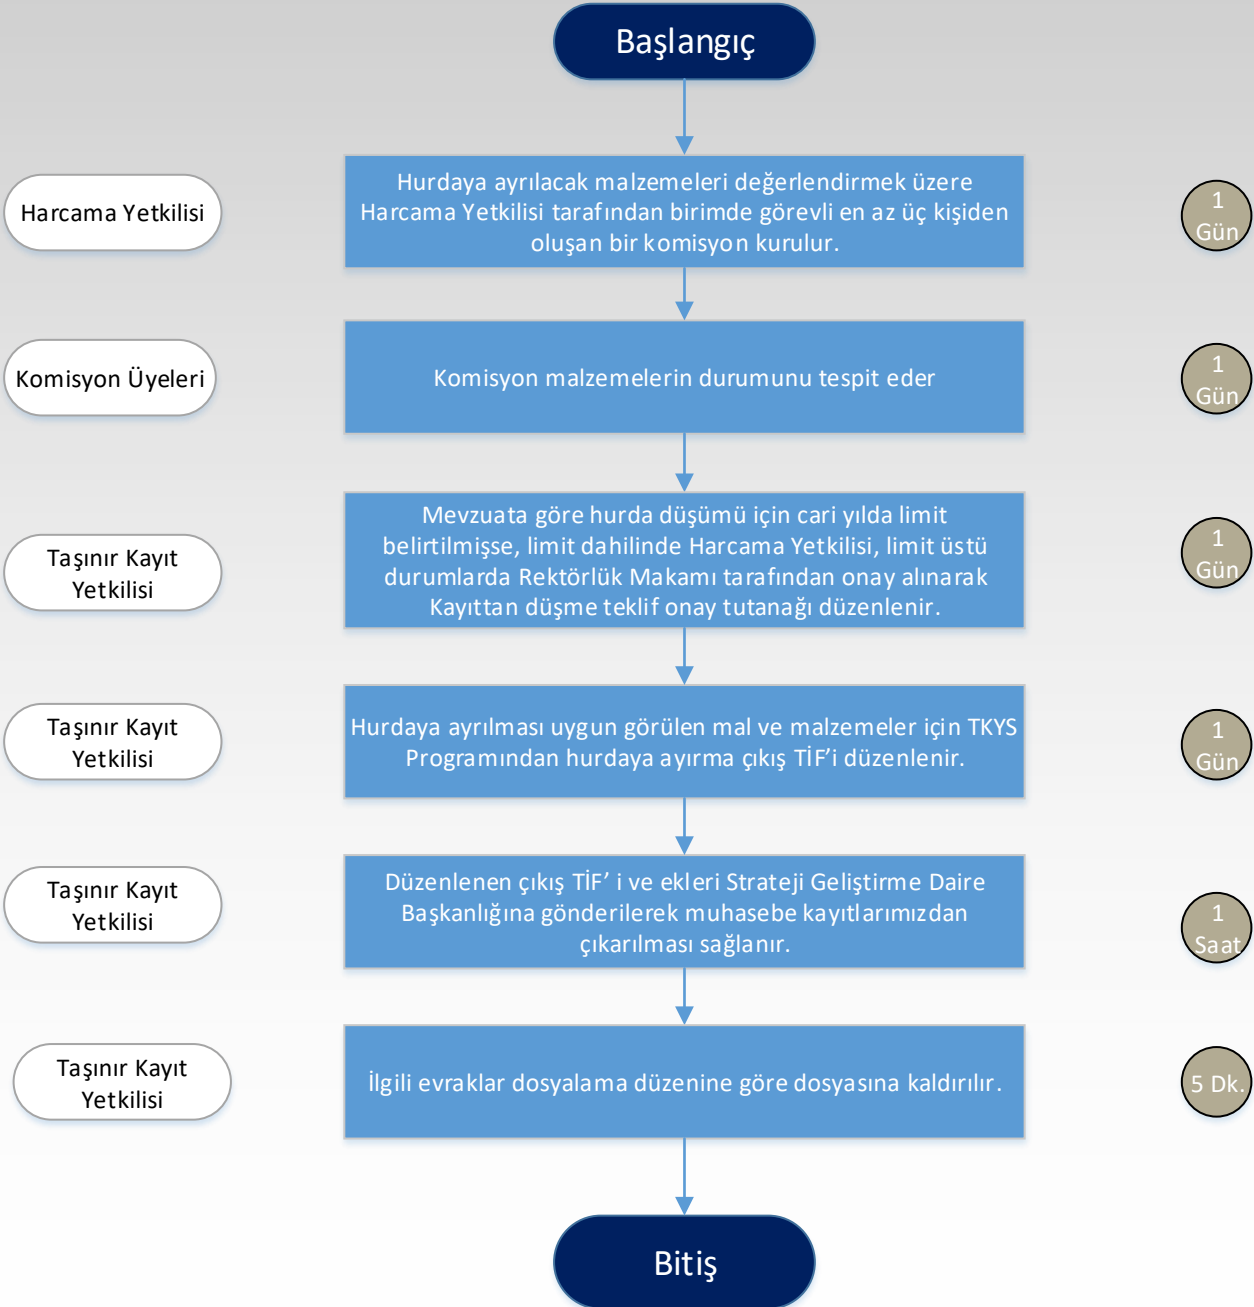 Başlangıç
Harcama Yetkilisi
Hurdaya ayrılacak malzemeleri değerlendirmek üzere
Harcama Yetkilisi tarafından birimde görevli en az üç kişiden
oluşan bir komisyon kurulur.
1
Gün
Komisyon Üyeleri
Komisyon malzemelerin durumunu tespit eder
1
Gün
Taşınır Kayıt
Yetkilisi
Mevzuata göre hurda düşümü için cari yılda limit
belirtilmişse, limit dahilinde Harcama Yetkilisi, limit üstü
durumlarda Rektörlük Makamı tarafından onay alınarak
Kayıttan düşme teklif onay tutanağı düzenlenir.
1
Gün
Taşınır Kayıt
Yetkilisi
Hurdaya ayrılması uygun görülen mal ve malzemeler için TKYS
Programından hurdaya ayırma çıkış TİF’i düzenlenir.
1
Gün
Taşınır Kayıt
Yetkilisi
Düzenlenen çıkış TİF’ i ve ekleri Strateji Geliştirme Daire
Başkanlığına gönderilerek muhasebe kayıtlarımızdan
çıkarılması sağlanır.
1
Saat
Taşınır Kayıt
Yetkilisi
İlgili evraklar dosyalama düzenine göre dosyasına kaldırılır.
5 Dk.
Bitiş